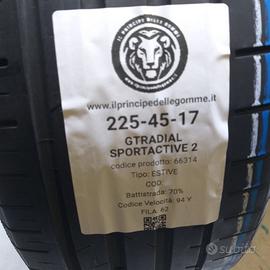 IL PRINCIPE DELLE GOMME
www.ilprincipedellegomme.it
225-45-17
GTRADIAL
SPORTACTIVE 2
codice prodotto: 66314
Tipo: ESTIVE
COD:
Battistrada: 70%
Codice Velocità: 94 Y
FILA 62
subito